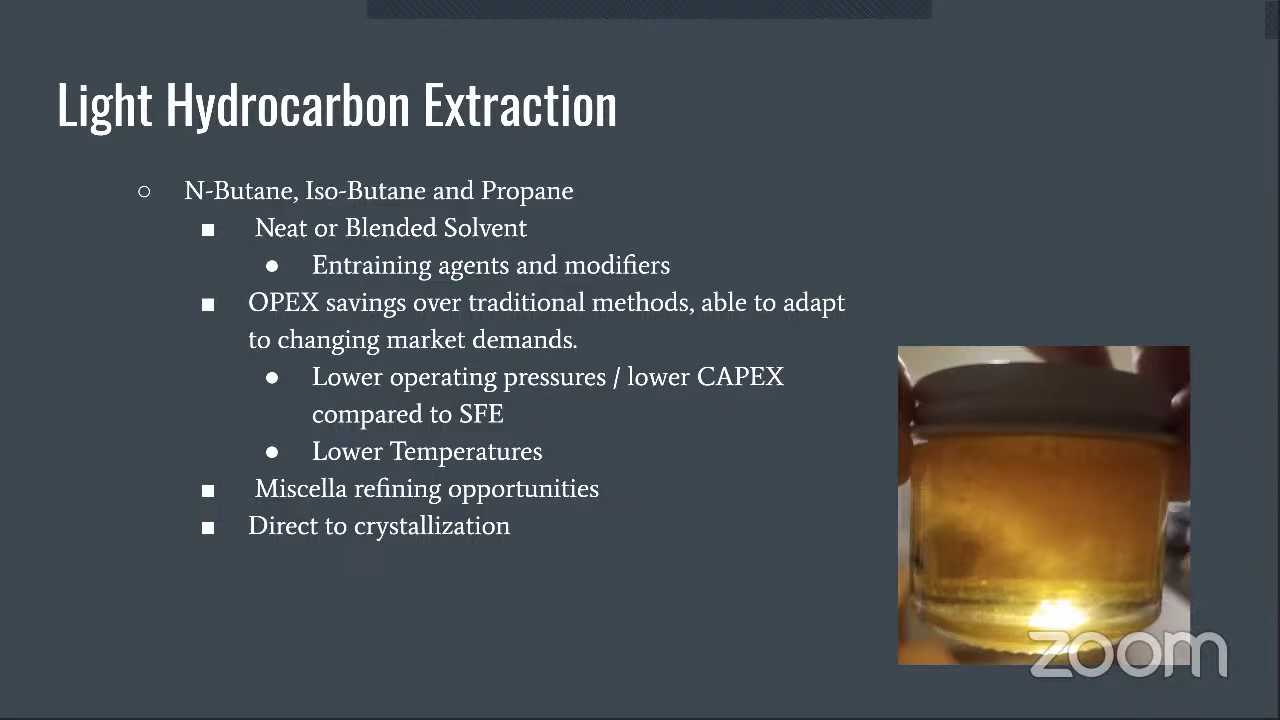 Light Hydrocarbon Extraction
○ N-Butane, Iso-Butane and Propane
■ Neat or Blended Solvent
● Entraining agents and modifiers
■ OPEX savings over traditional methods, able to adapt
to changing market demands.
● Lower operating pressures / lower CAPEX
compared to SFE
● Lower Temperatures
■ Miscella refining opportunities
■ Direct to crystallization
zoom